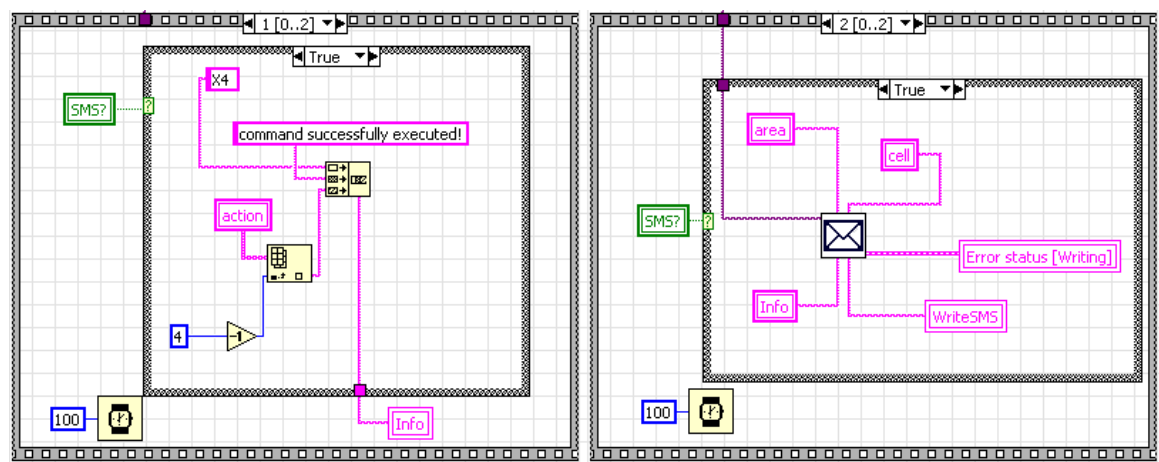 1 [0..2]
True
X4
SMS?
?
command successfully executed!
action
4
-1
100
Info
2 [0..2]
True
area
cell
SMS?
?
Error status [Writing]
Info
WriteSMS
100